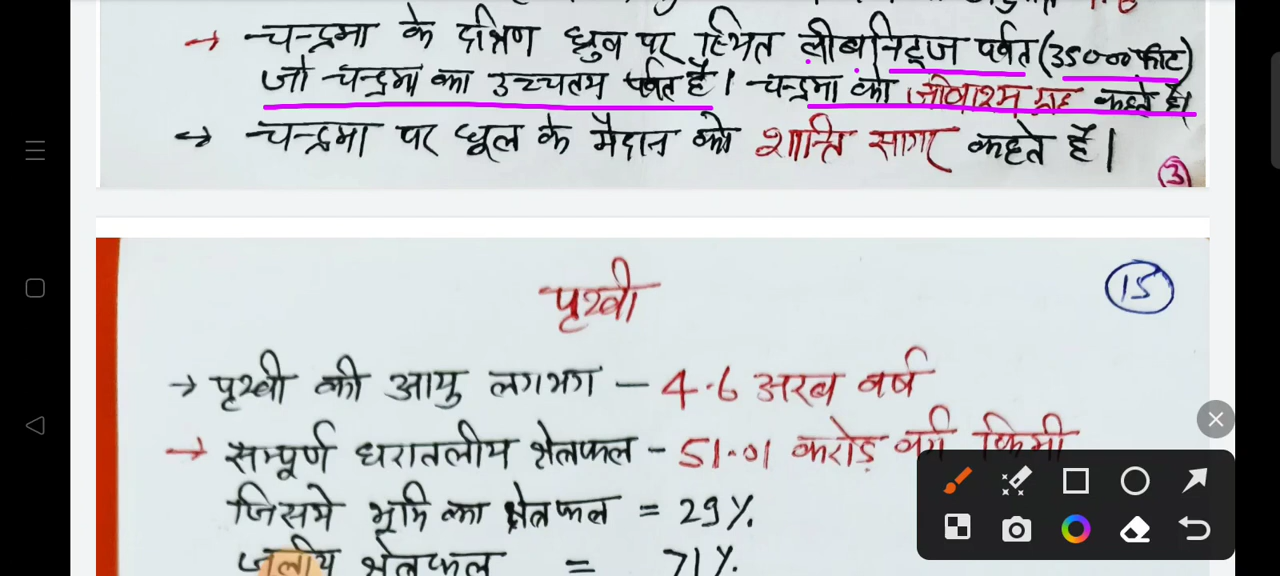 → चन्द्रमा के दक्षिण ध्रुव पर स्थित लीबनिट्ज पर्वत (35000 फीट)
जो चन्द्रमा का उच्चतम पर्वत है। चन्द्रमा को जीवाश्म ग्रह कहते है।
→ चन्द्रमा पर धूल के मैदान को शान्ति सागर कहते हैं।
3
पृथ्वी
15
→ पृथ्वी की आयु लगभग – 4.6 अरब वर्ष
→ सम्पूर्ण धरातलीय क्षेत्रफल – 51.01 करोड़ वर्ग किमी
जिसमे भूमि का क्षेत्रफल = 29%.
जलीय क्षेत्रफल = 71%.